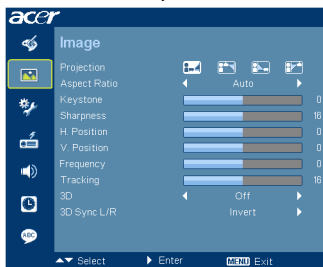 acer
Image
Projection
Aspect Ratio Auto
Keystone 0
Sharpness 16
H. Position 0
V. Position 0
Frequency 0
Tracking 16
3D Off
3D Sync L/R Invert
ABC
Select Enter MENU Exit